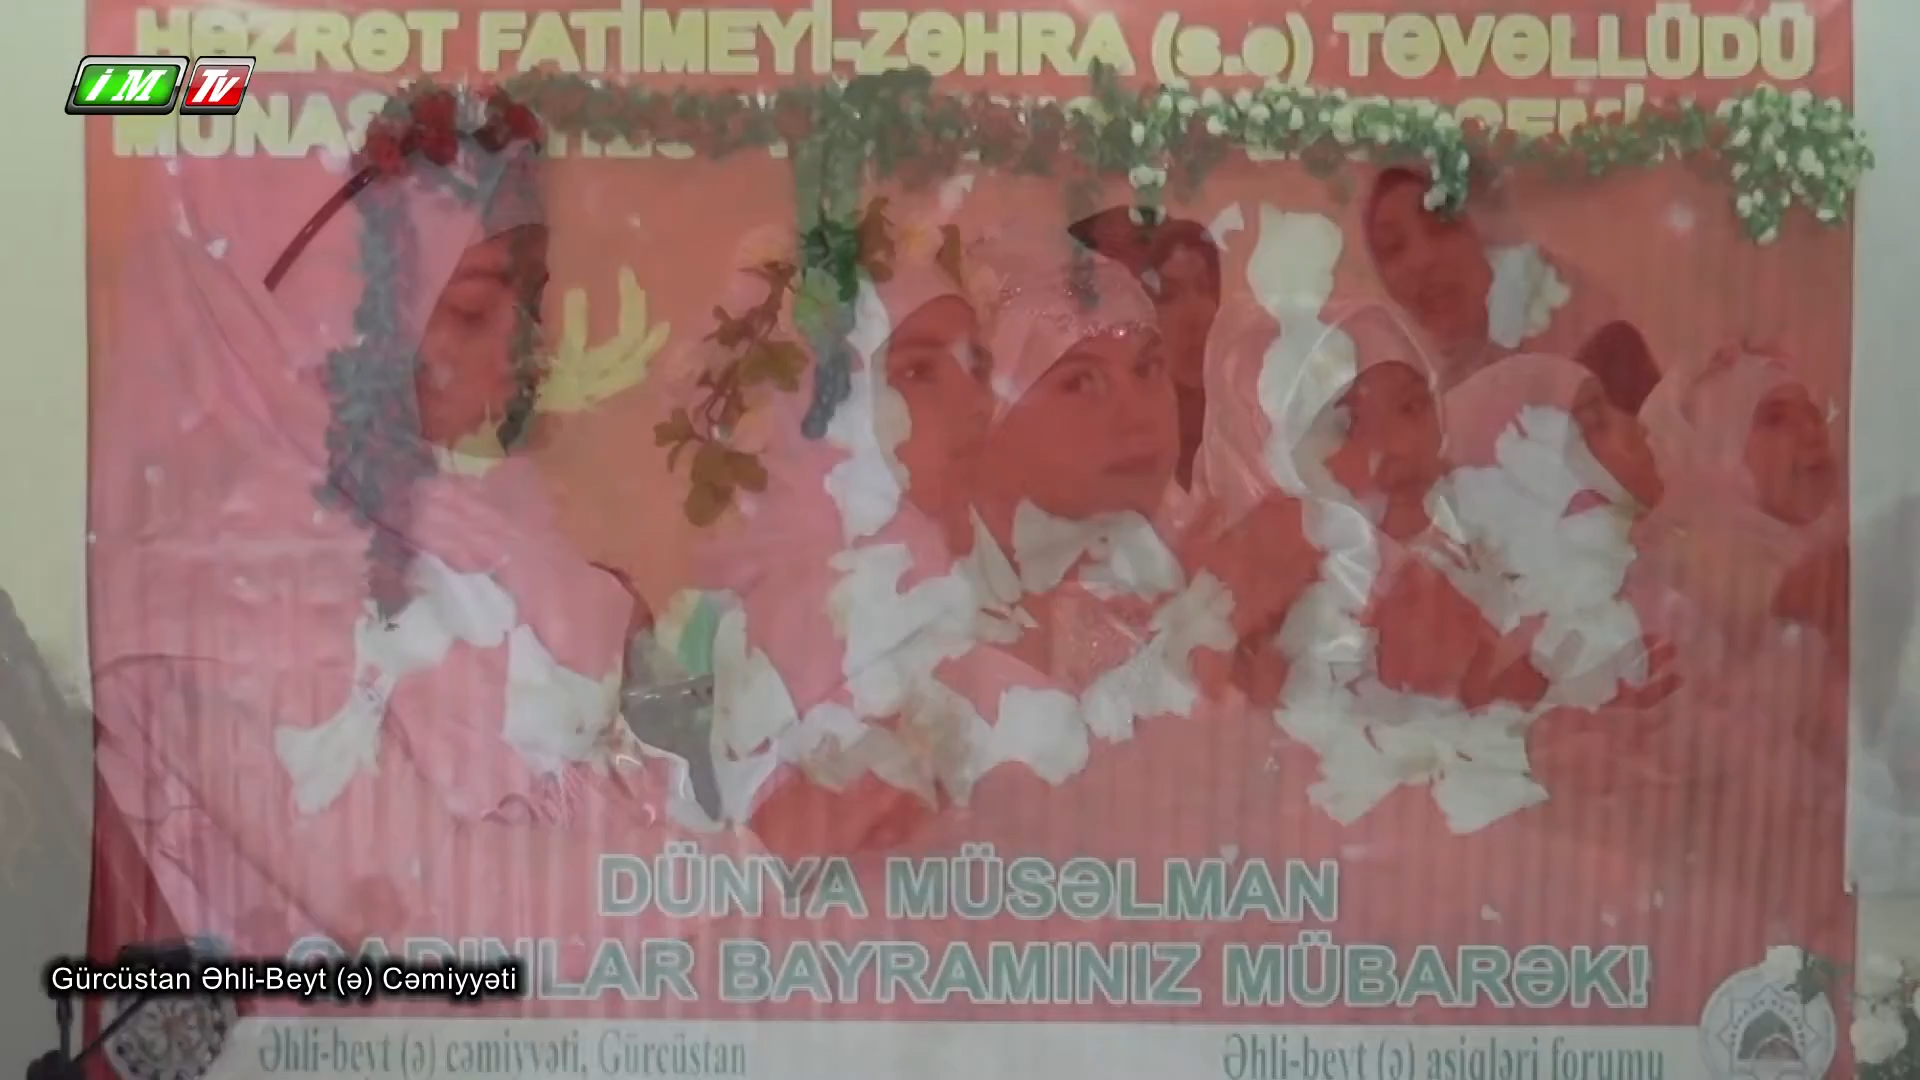 HƏZRƏT FATİMEYİ-ZƏHRA (s.ə) TƏVƏLLÜDÜ
iM Tv
DÜNYA MÜSƏLMAN
QADINLAR BAYRAMINIZ MÜBARƏK!
Gürcüstan Əhli-Beyt (ə) Cəmiyyəti
Əhli-beyt (ə) cəmiyyəti, Gürcüstan
Əhli-beyt (ə) aşiqləri forumu